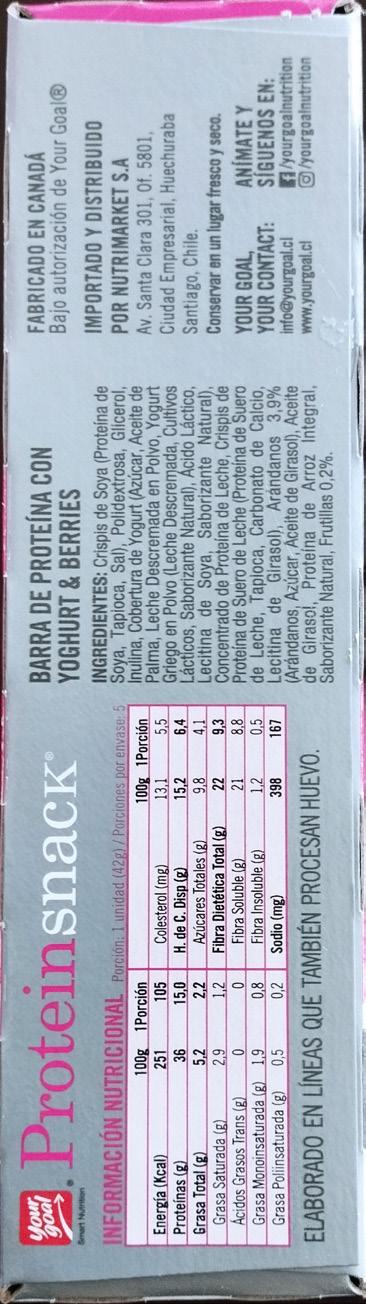 your goal®
Smart Nutrition
Proteinsnack®
INFORMACIÓN NUTRICIONAL Porción: 1 unidad (42g) / Porciones por envase: 5
100g 1Porción
Energía (Kcal) 251 105
Proteínas (g) 36 15,0
Grasa Total (g) 5,2 2,2
Grasa Saturada (g) 2,9 1,2
Ácidos Grasos Trans (g) 0 0
Grasa Monoinsaturada (g) 1,9 0,8
Grasa Poliinsaturada (g) 0,5 0,2
100g 1Porción
Colesterol (mg) 13,1 5,5
H. de C. Disp (g) 15,2 6,4
Azúcares Totales (g) 9,8 4,1
Fibra Dietética Total (g) 22 9,3
Fibra Soluble (g) 21 8,8
Fibra Insoluble (g) 1,2 0,5
Sodio (mg) 398 167
ELABORADO EN LÍNEAS QUE TAMBIÉN PROCESAN HUEVO.
BARRA DE PROTEÍNA CON
YOGHURT & BERRIES
INGREDIENTES: Crispis de Soya (Proteína de
Soya, Tapioca, Sal), Polidextrosa, Glicerol,
Inulina, Cobertura de Yogurt (Azúcar, Aceite de
Palma, Leche Descremada en Polvo, Yogurt
Griego en Polvo (Leche Descremada, Cultivos
Lácticos, Saborizante Natural), Ácido Láctico,
Lecitina de Soya, Saborizante Natural),
Concentrado de Proteína de Leche, Crispis de
Proteína de Suero de Leche (Proteína de Suero
de Leche, Tapioca, Carbonato de Calcio,
Lecitina de Girasol), Arándanos 3,9%
(Arándanos, Azúcar, Aceite de Girasol), Aceite
de Girasol, Proteína de Arroz Integral,
Saborizante Natural, Frutillas 0,2%.
FABRICADO EN CANADÁ
Bajo autorización de Your Goal®
IMPORTADO Y DISTRIBUIDO
POR NUTRIMARKET S.A
Av. Santa Clara 301, Of. 5801,
Ciudad Empresarial, Huechuraba
Santiago, Chile.
Conservar en un lugar fresco y seco.
YOUR GOAL,
YOUR CONTACT:
info@yourgoal.cl
www.yourgoal.cl
ANÍMATE Y
SÍGUENOS EN:
f/yourgoalnutrition
/yourgoalnutrition